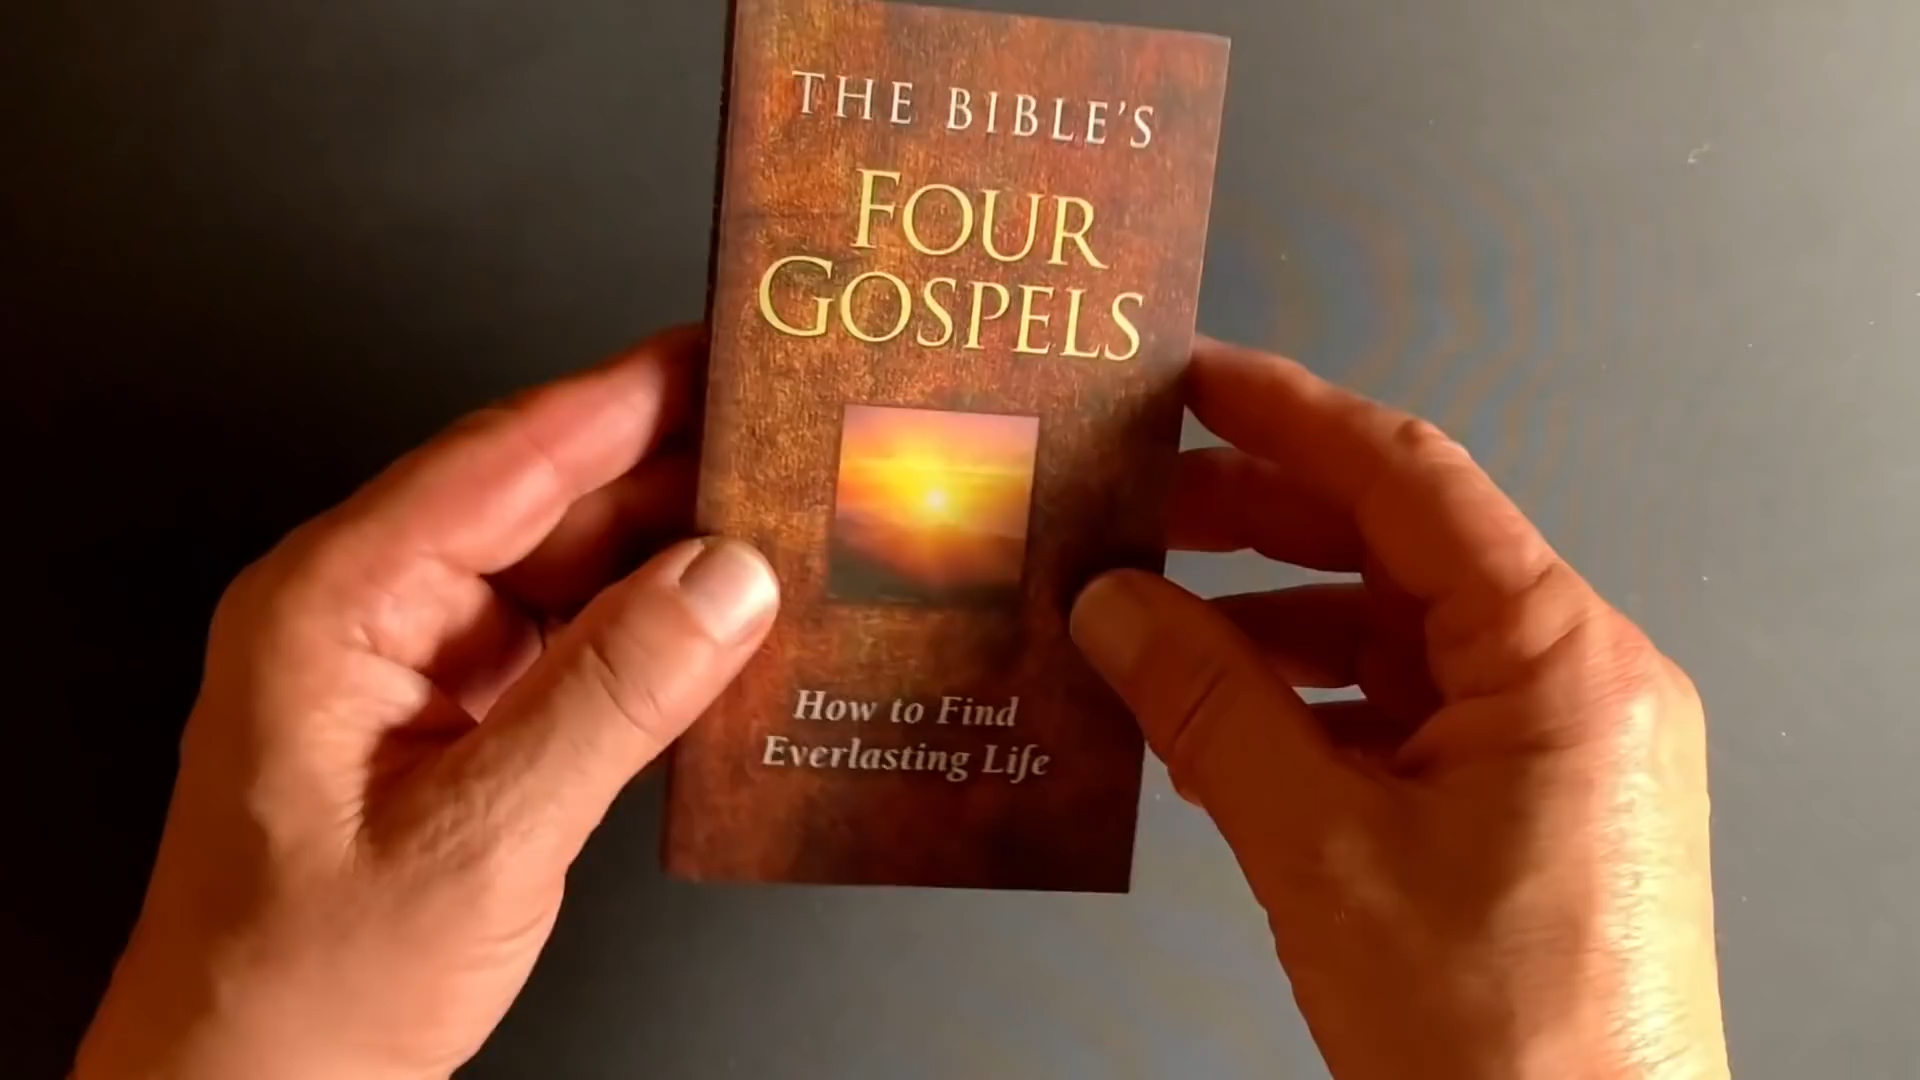 THE BIBLE'S
FOUR
GOSPELS
How to Find
Everlasting Life